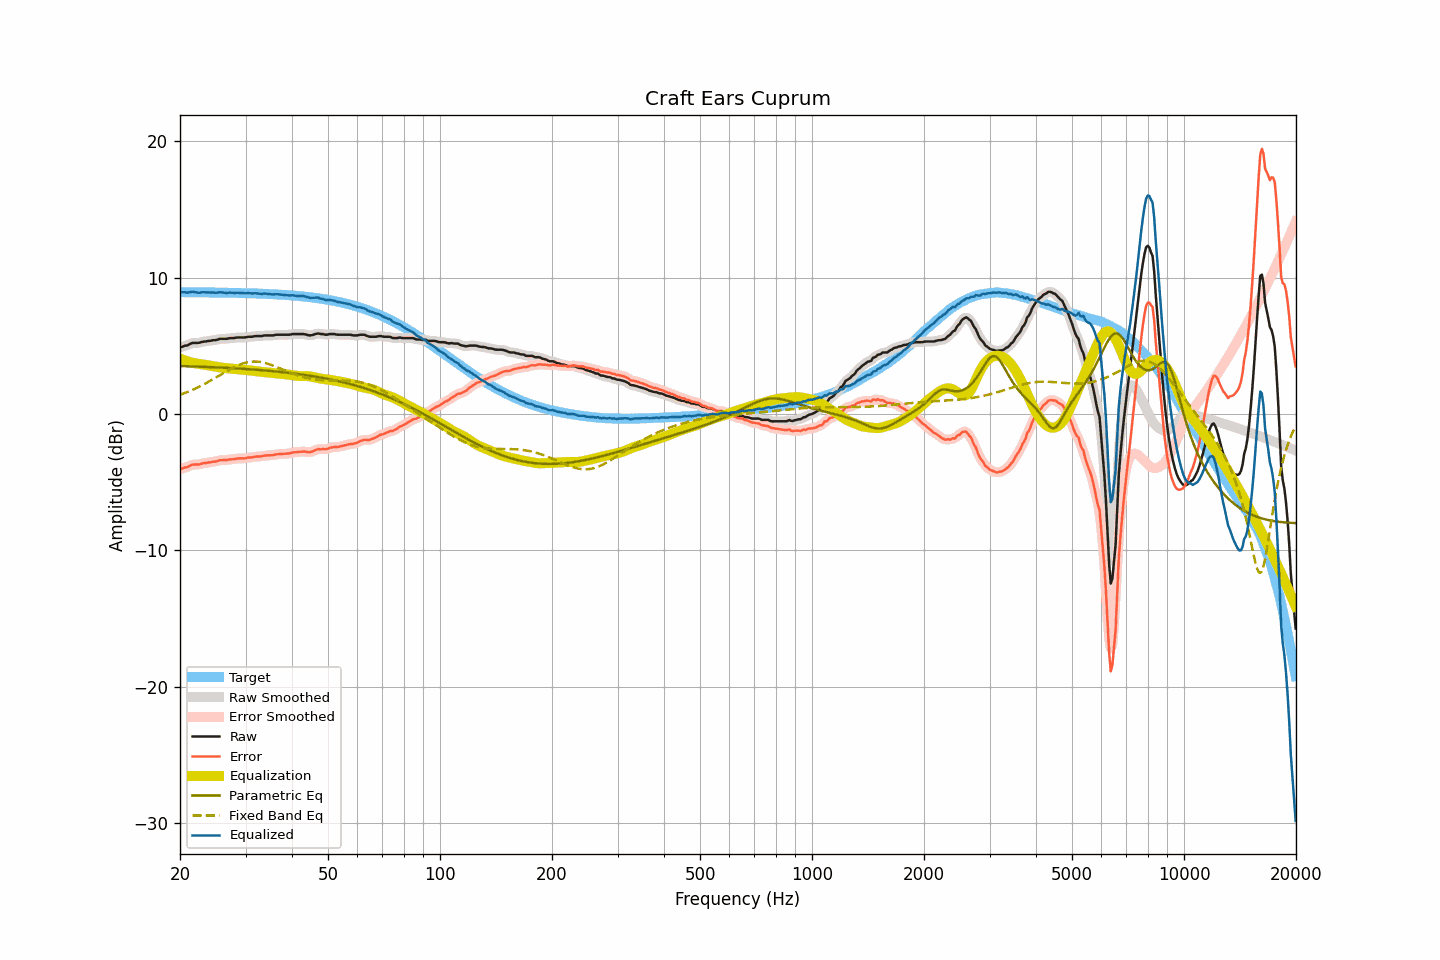 Craft Ears Cuprum
Amplitude (dBr)
20
10
0
−10
−20
−30
Target
Raw Smoothed
Error Smoothed
Raw
Error
Equalization
Parametric Eq
Fixed Band Eq
Equalized
20 50 100 200 500 1000 2000 5000 10000 20000
Frequency (Hz)